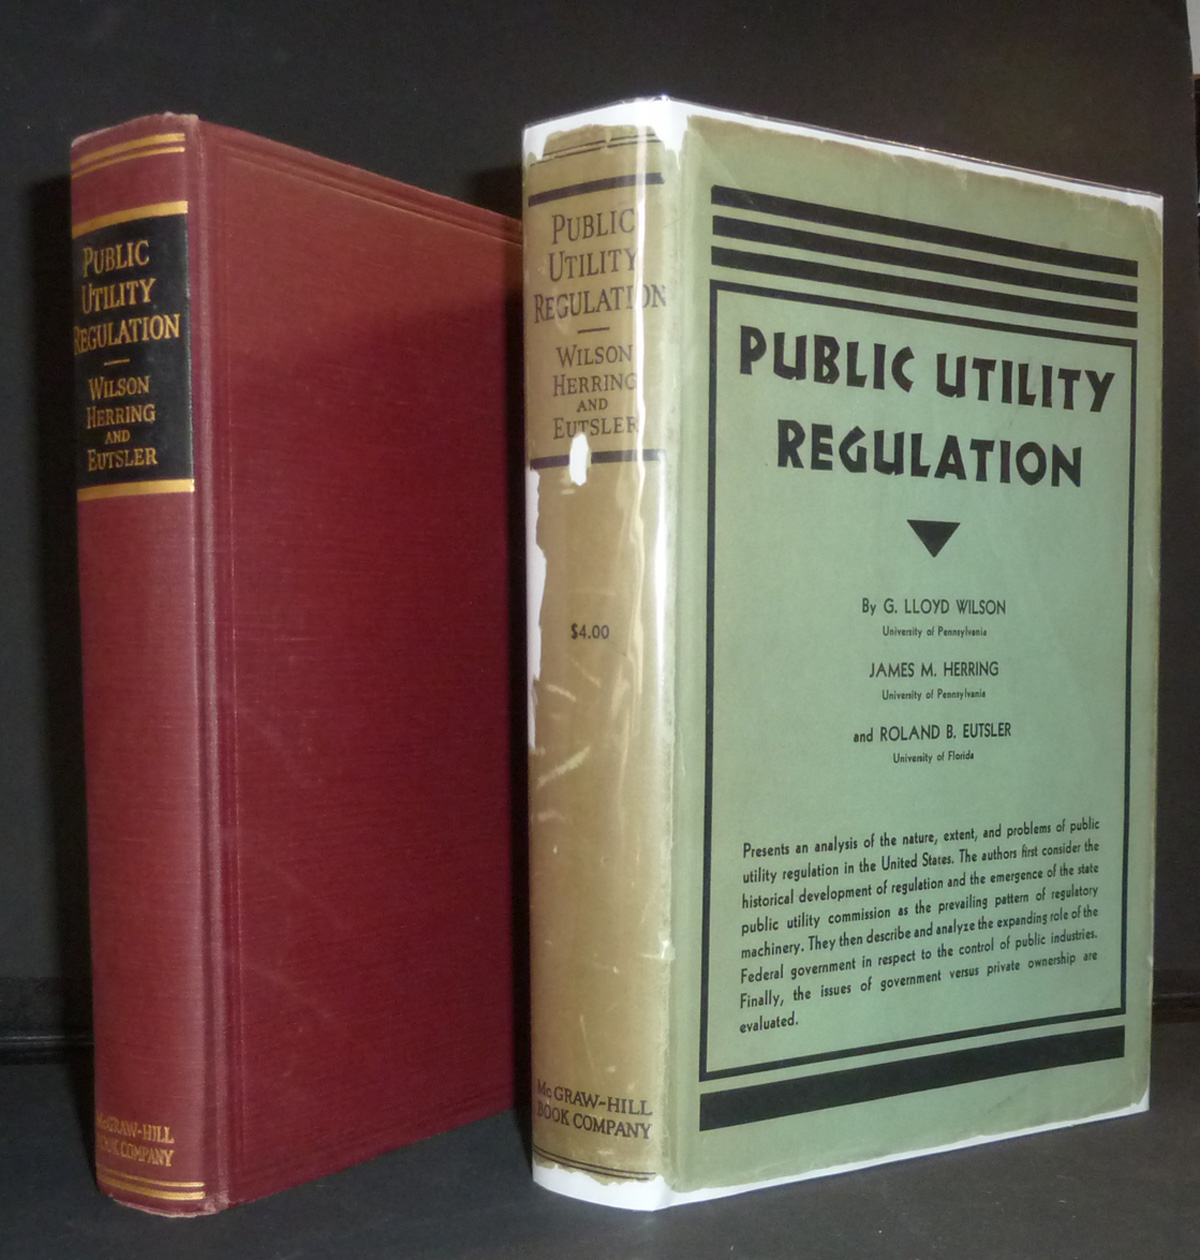 PUBLIC
UTILITY
REGULATION
WILSON
HERRING
AND
EUTSLER
McGRAW-HILL
BOOK COMPANY
PUBLIC
UTILITY
REGULATION
WILSON
HERRING
AND
EUTSLER
$4.00
McGRAW-HILL
BOOK COMPANY
PUBLIC UTILITY
REGULATION
By G. LLOYD WILSON
University of Pennsylvania
JAMES M. HERRING
University of Pennsylvania
and ROLAND B. EUTSLER
University of Florida
Presents an analysis of the nature, extent, and problems of public
utility regulation in the United States. The authors first consider the
historical development of regulation and the emergence of the state
public utility commission as the prevailing pattern of regulatory
machinery. They then describe and analyze the expanding role of the
Federal government in respect to the control of public industries.
Finally, the issues of government versus private ownership are
evaluated.